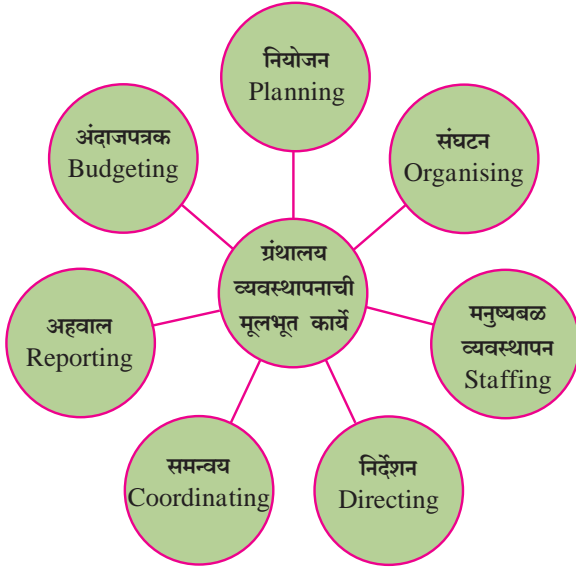 नियोजन
Planning
संघटन
Organising
मनुष्यबळ
व्यवस्थापन
Staffing
निर्देशन
Directing
समन्वय
Coordinating
अहवाल
Reporting
अंदाजपत्रक
Budgeting
ग्रंथालय
व्यवस्थापनाची
मूलभूत कार्ये